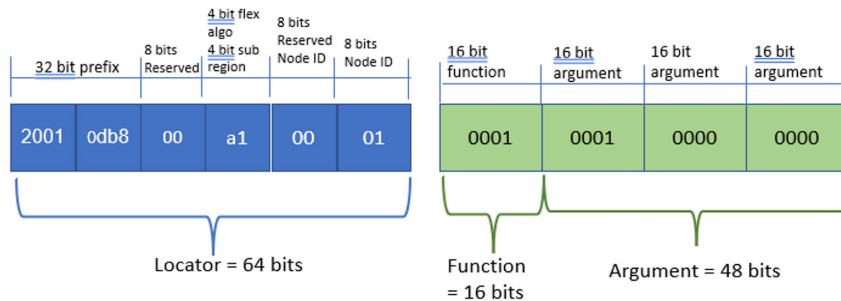 32 bit prefix
8 bits
Reserved
4 bit flex
algo
4 bit sub
region
8 bits
Reserved
Node ID
8 bits
Node ID
16 bit
function
16 bit
argument
16 bit
argument
16 bit
argument
2001 0db8 00 a1 00 01
0001 0001 0000 0000
Locator = 64 bits
Function
= 16 bits
Argument = 48 bits